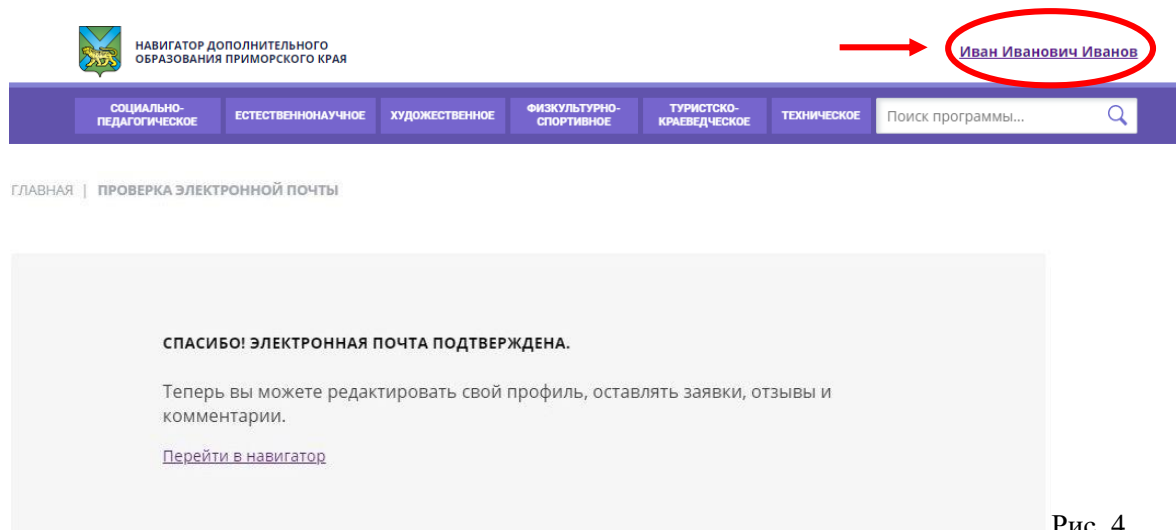 НАВИГАТОР ДОПОЛНИТЕЛЬНОГО
ОБРАЗОВАНИЯ ПРИМОРСКОГО КРАЯ
Иван Иванович Иванов
СОЦИАЛЬНО-
ПЕДАГОГИЧЕСКОЕ
ЕСТЕСТВЕННОНАУЧНОЕ
ХУДОЖЕСТВЕННОЕ
ФИЗКУЛЬТУРНО-
СПОРТИВНОЕ
ТУРИСТСКО-
КРАЕВЕДЧЕСКОЕ
ТЕХНИЧЕСКОЕ
Поиск программы...
ГЛАВНАЯ | ПРОВЕРКА ЭЛЕКТРОННОЙ ПОЧТЫ
СПАСИБО! ЭЛЕКТРОННАЯ ПОЧТА ПОДТВЕРЖДЕНА.
Теперь вы можете редактировать свой профиль, оставлять заявки, отзывы и
комментарии.
Перейти в навигатор
Рис. 4